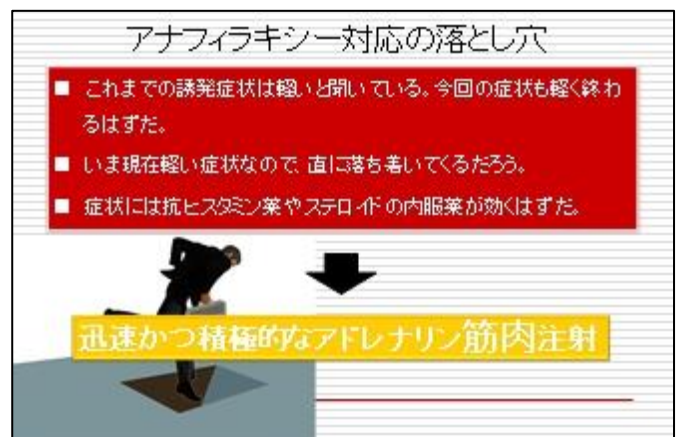 アナフィラキシー対応の落とし穴
■ これまでの誘発症状は軽いと聞いている。今回の症状も軽く終わ
るはずだ。
■ いま現在軽い症状なので、直に落ち着いてくるだろう。
■ 症状には抗ヒスタミン薬やステロイドの内服薬が効くはずだ。
迅速かつ積極的なアドレナリン筋肉注射